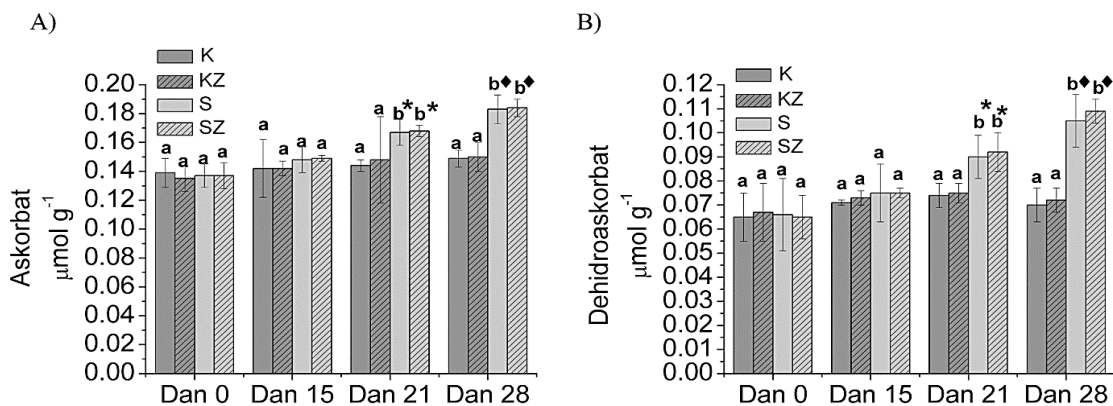 A)
K
KZ
S
SZ
0.20
0.18
0.16
0.14
0.12
0.10
0.08
0.06
0.04
0.02
0.00
Askorbat
μmol g⁻¹
a a a a
a a a a
a a b* b*
a a b♦ b♦
Dan 0 Dan 15 Dan 21 Dan 28
B)
K
KZ
S
SZ
0.12
0.11
0.10
0.09
0.08
0.07
0.06
0.05
0.04
0.03
0.02
0.01
0.00
Dehidroaskorbat
μmol g⁻¹
a a a a
a a a a
a a b* b*
a a b♦ b♦
Dan 0 Dan 15 Dan 21 Dan 28